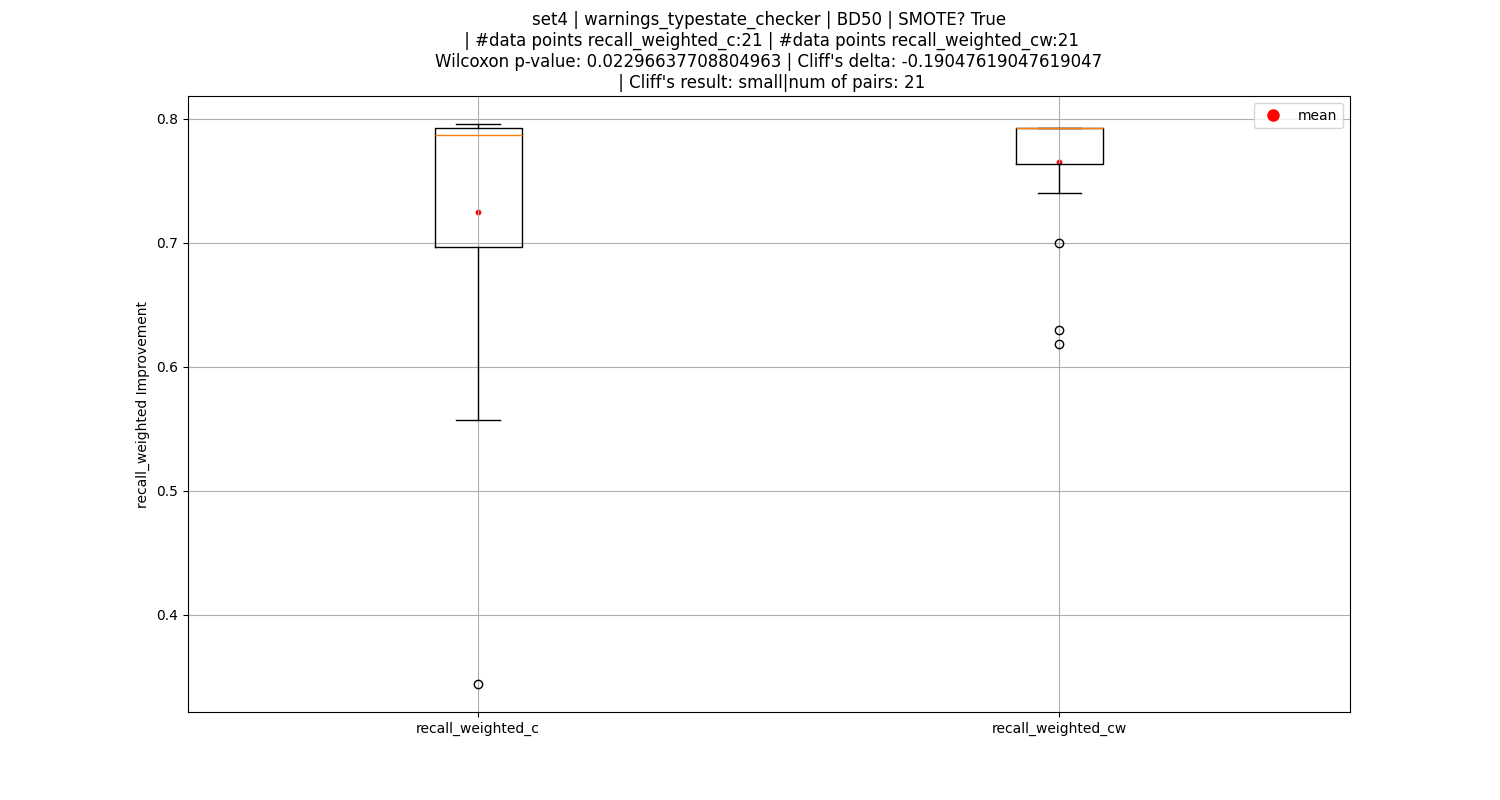 set4 | warnings_typestate_checker | BD50 | SMOTE? True
| #data points recall_weighted_c:21 | #data points recall_weighted_cw:21
Wilcoxon p-value: 0.02296637708804963 | Cliff's delta: -0.19047619047619047
| Cliff's result: small|num of pairs: 21
mean
0.8
0.7
0.6
0.5
0.4
recall_weighted Improvement
recall_weighted_c
recall_weighted_cw